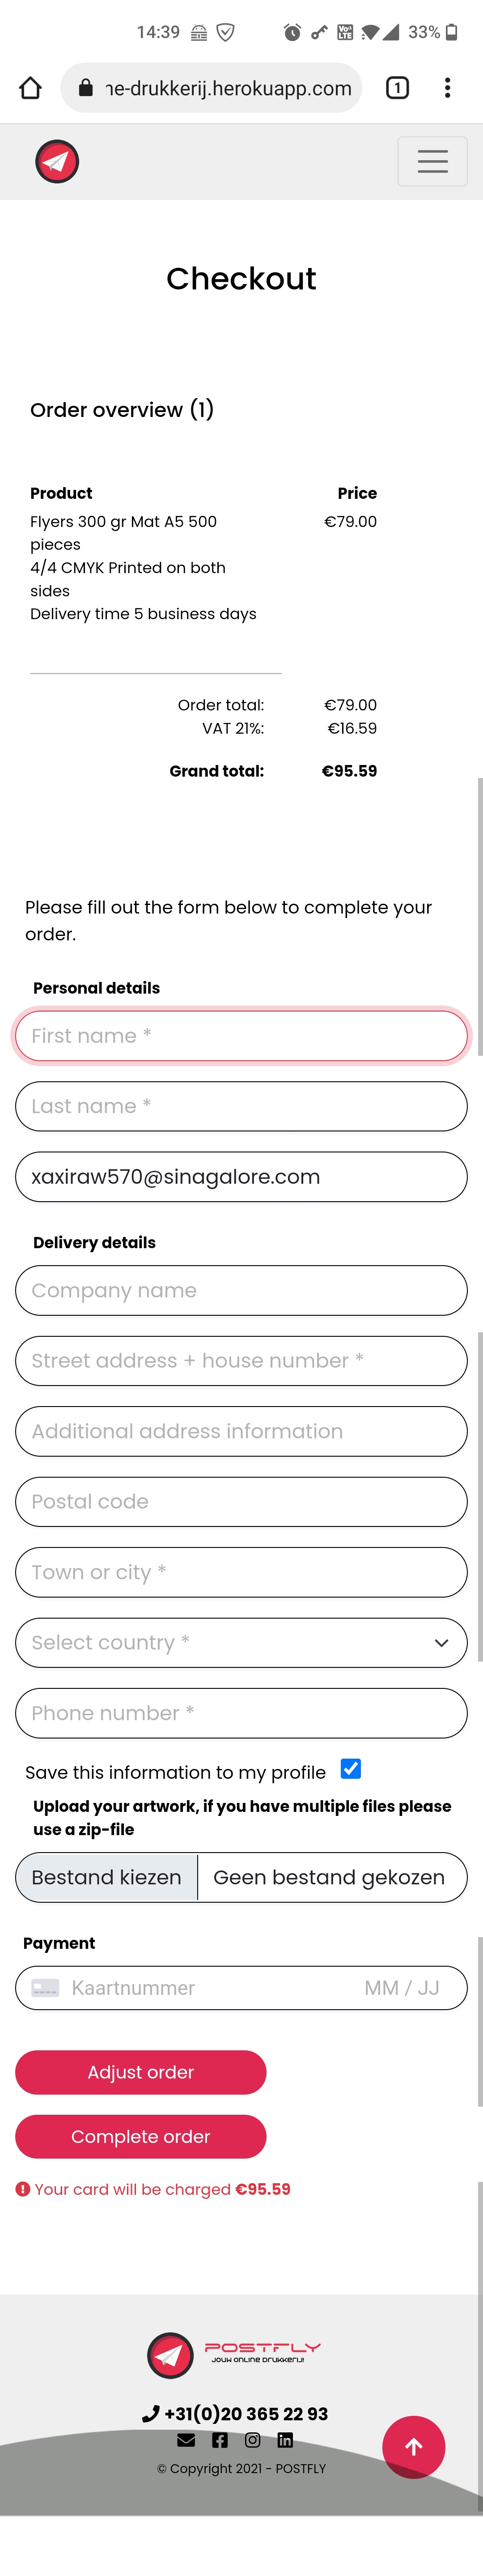 14:39
Vo) LTE
33%
ne-drukkerij.herokuapp.com
1
Checkout
Order overview (1)
Product Price
Flyers 300 gr Mat A5 500 €79.00
pieces
4/4 CMYK Printed on both
sides
Delivery time 5 business days
Order total: €79.00
VAT 21%: €16.59
Grand total: €95.59
Please fill out the form below to complete your
order.
Personal details
First name *
Last name *
xaxiraw570@sinagalore.com
Delivery details
Company name
Street address + house number *
Additional address information
Postal code
Town or city *
Select country *
Phone number *
Save this information to my profile
Upload your artwork, if you have multiple files please
use a zip-file
Bestand kiezen Geen bestand gekozen
Payment
Kaartnummer MM / JJ
Adjust order
Complete order
Your card will be charged €95.59
POSTFLY
JOUW ONLINE DRUKKERIJ!
+31(0)20 365 22 93
© Copyright 2021 - POSTFLY